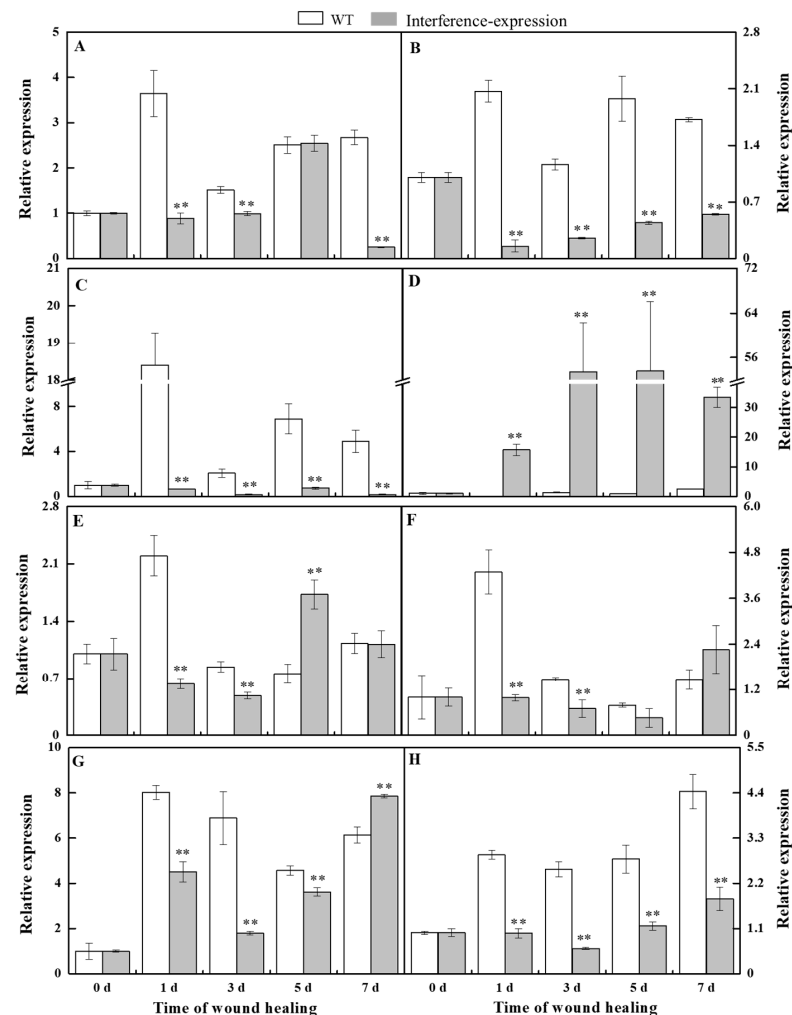 WT Interference-expression
A
B
5
4
3
2
1
0
Relative expression
2.8
2.1
1.4
0.7
0
Relative expression
** ** **
** ** ** **
C
D
21
20
19
18
8
4
0
Relative expression
72
64
56
30
20
10
0
Relative expression
** ** ** **
** ** ** **
E
F
2.8
2.1
1.4
0.7
0
Relative expression
6.0
4.8
3.6
2.4
1.2
0
Relative expression
** ** **
** **
G
H
10
8
6
4
2
0
Relative expression
5.5
4.4
3.3
2.2
1.1
0
Relative expression
** ** ** **
** ** ** **
0 d 1 d 3 d 5 d 7 d
0 d 1 d 3 d 5 d 7 d
Time of wound healing
Time of wound healing